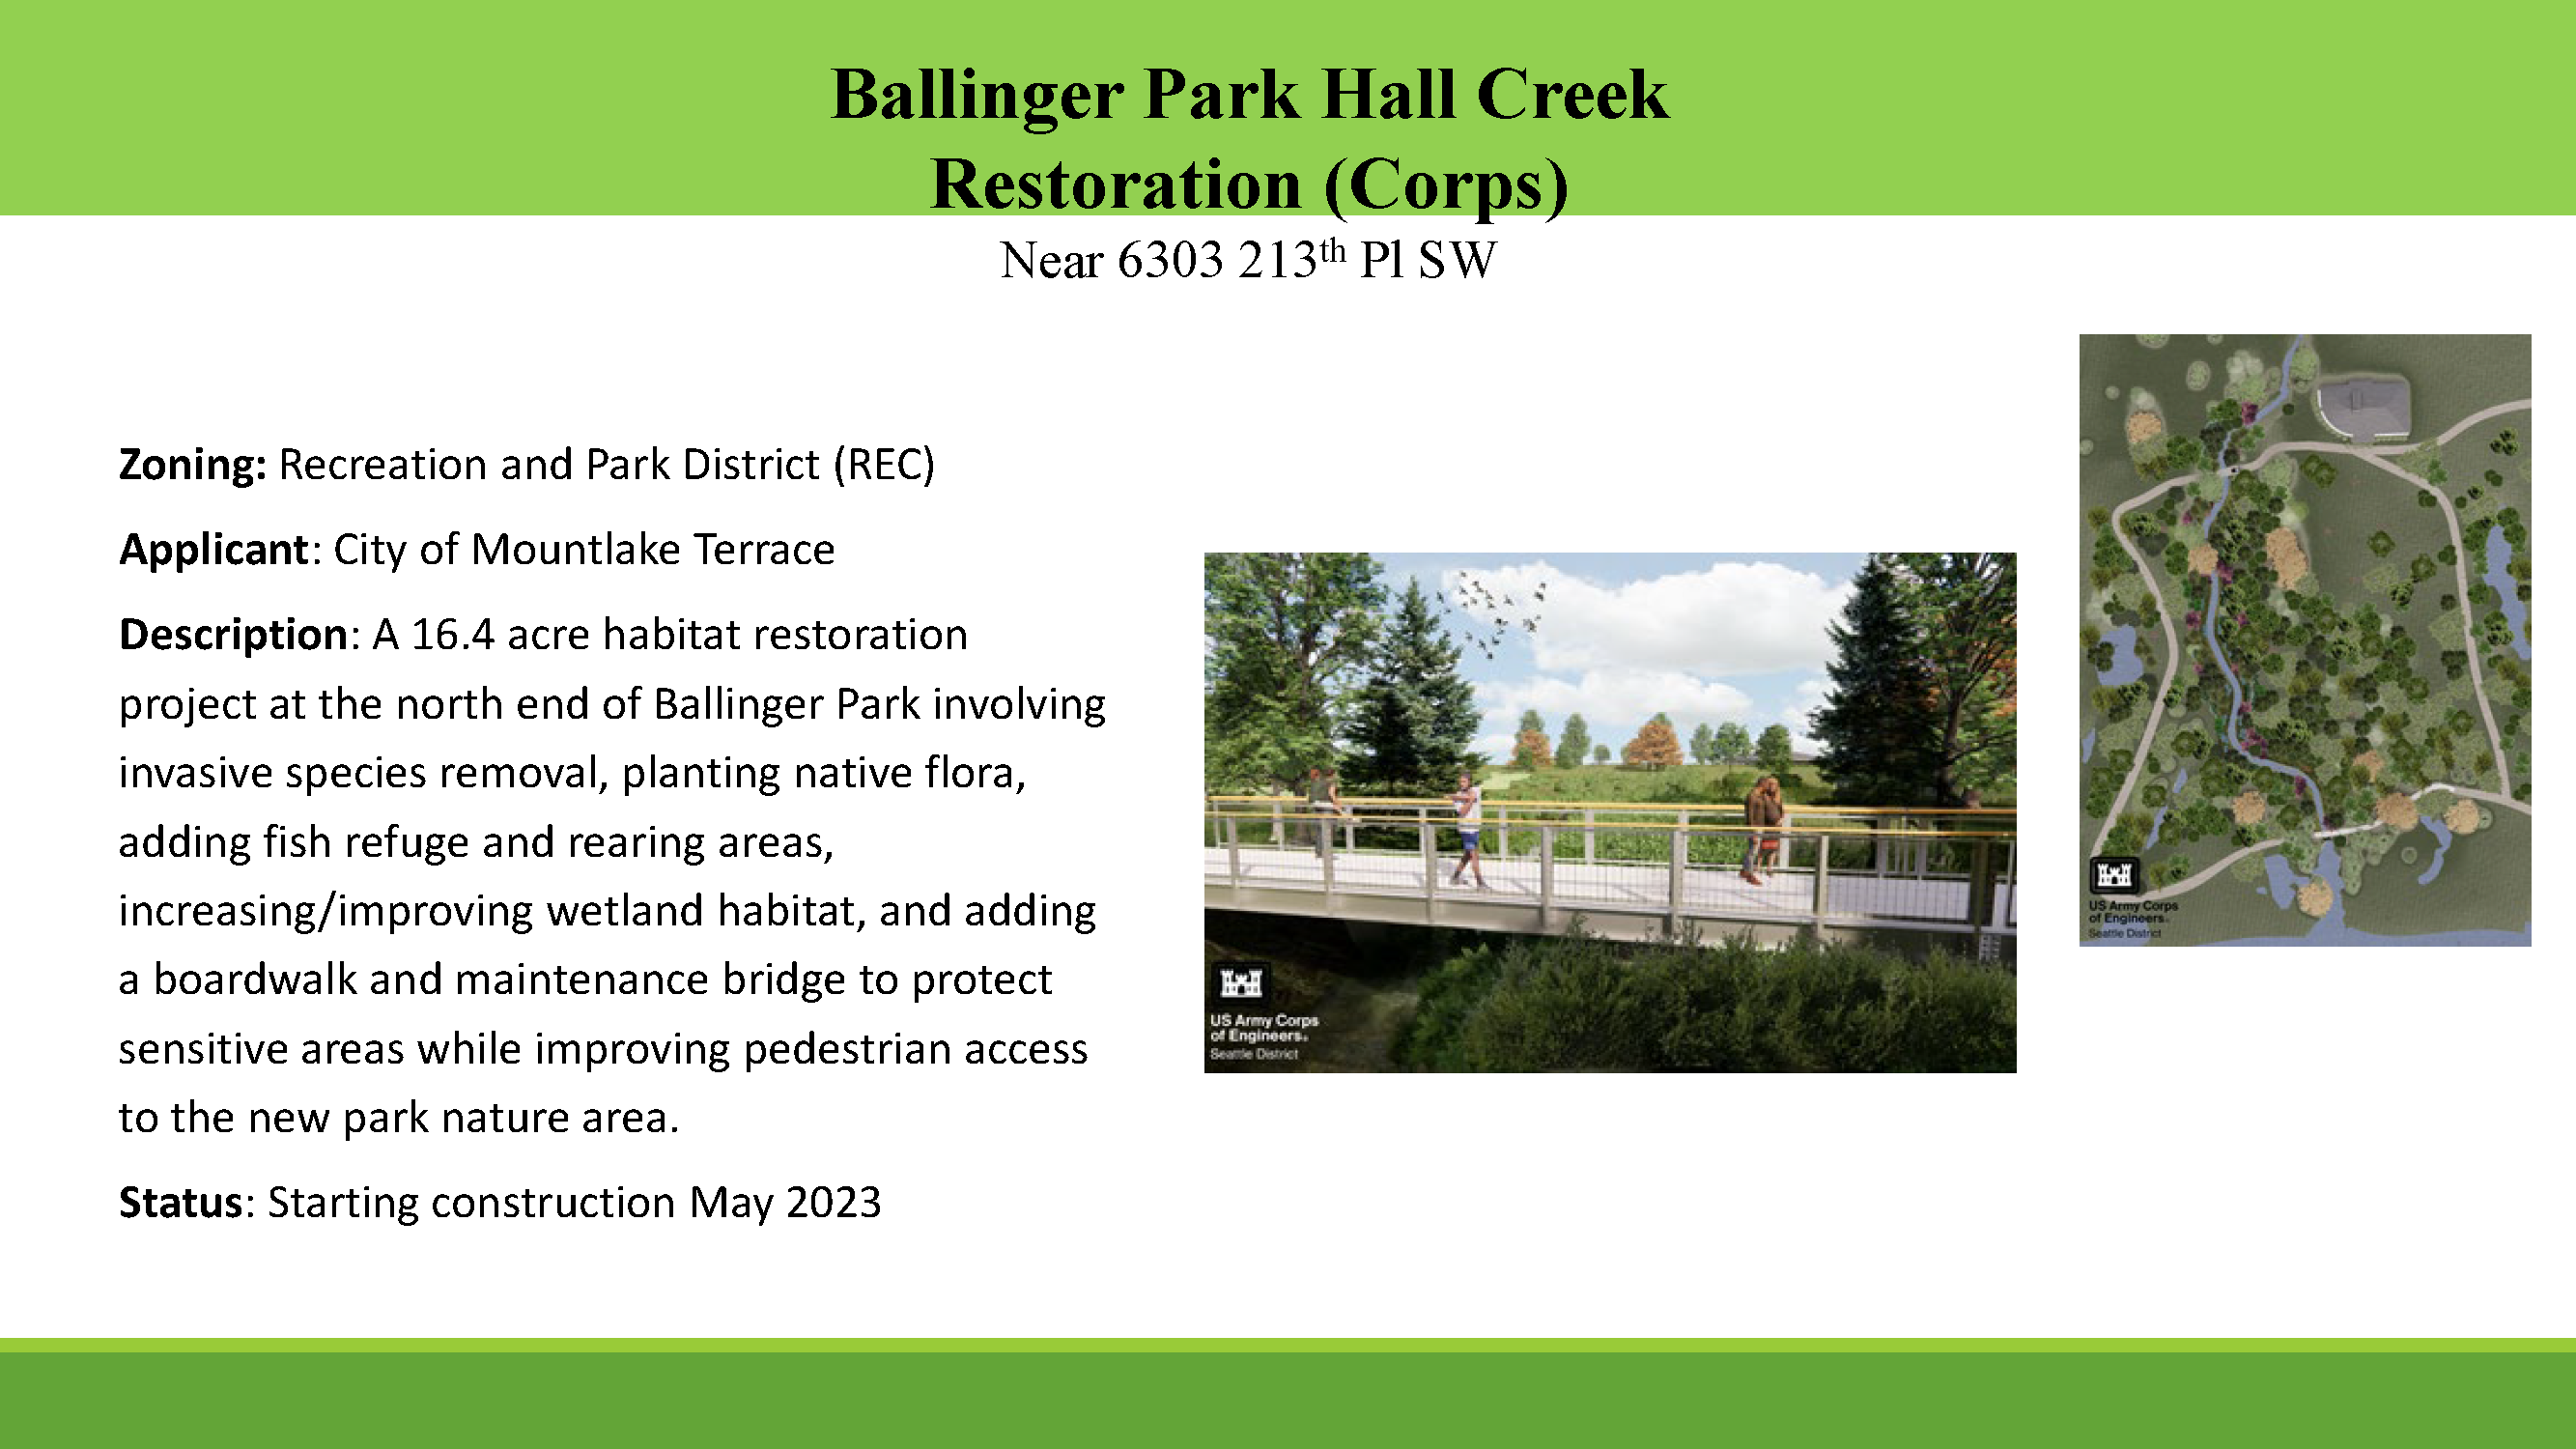 Ballinger Park Hall Creek
Restoration (Corps)
Near 6303 213th Pl SW
Zoning: Recreation and Park District (REC)
Applicant: City of Mountlake Terrace
Description: A 16.4 acre habitat restoration
project at the north end of Ballinger Park involving
invasive species removal, planting native flora,
adding fish refuge and rearing areas,
increasing/improving wetland habitat, and adding
a boardwalk and maintenance bridge to protect
sensitive areas while improving pedestrian access
to the new park nature area.
Status: Starting construction May 2023
US Army Corps
of Engineers.
Seattle District
US Army Corps
of Engineers.
Seattle District